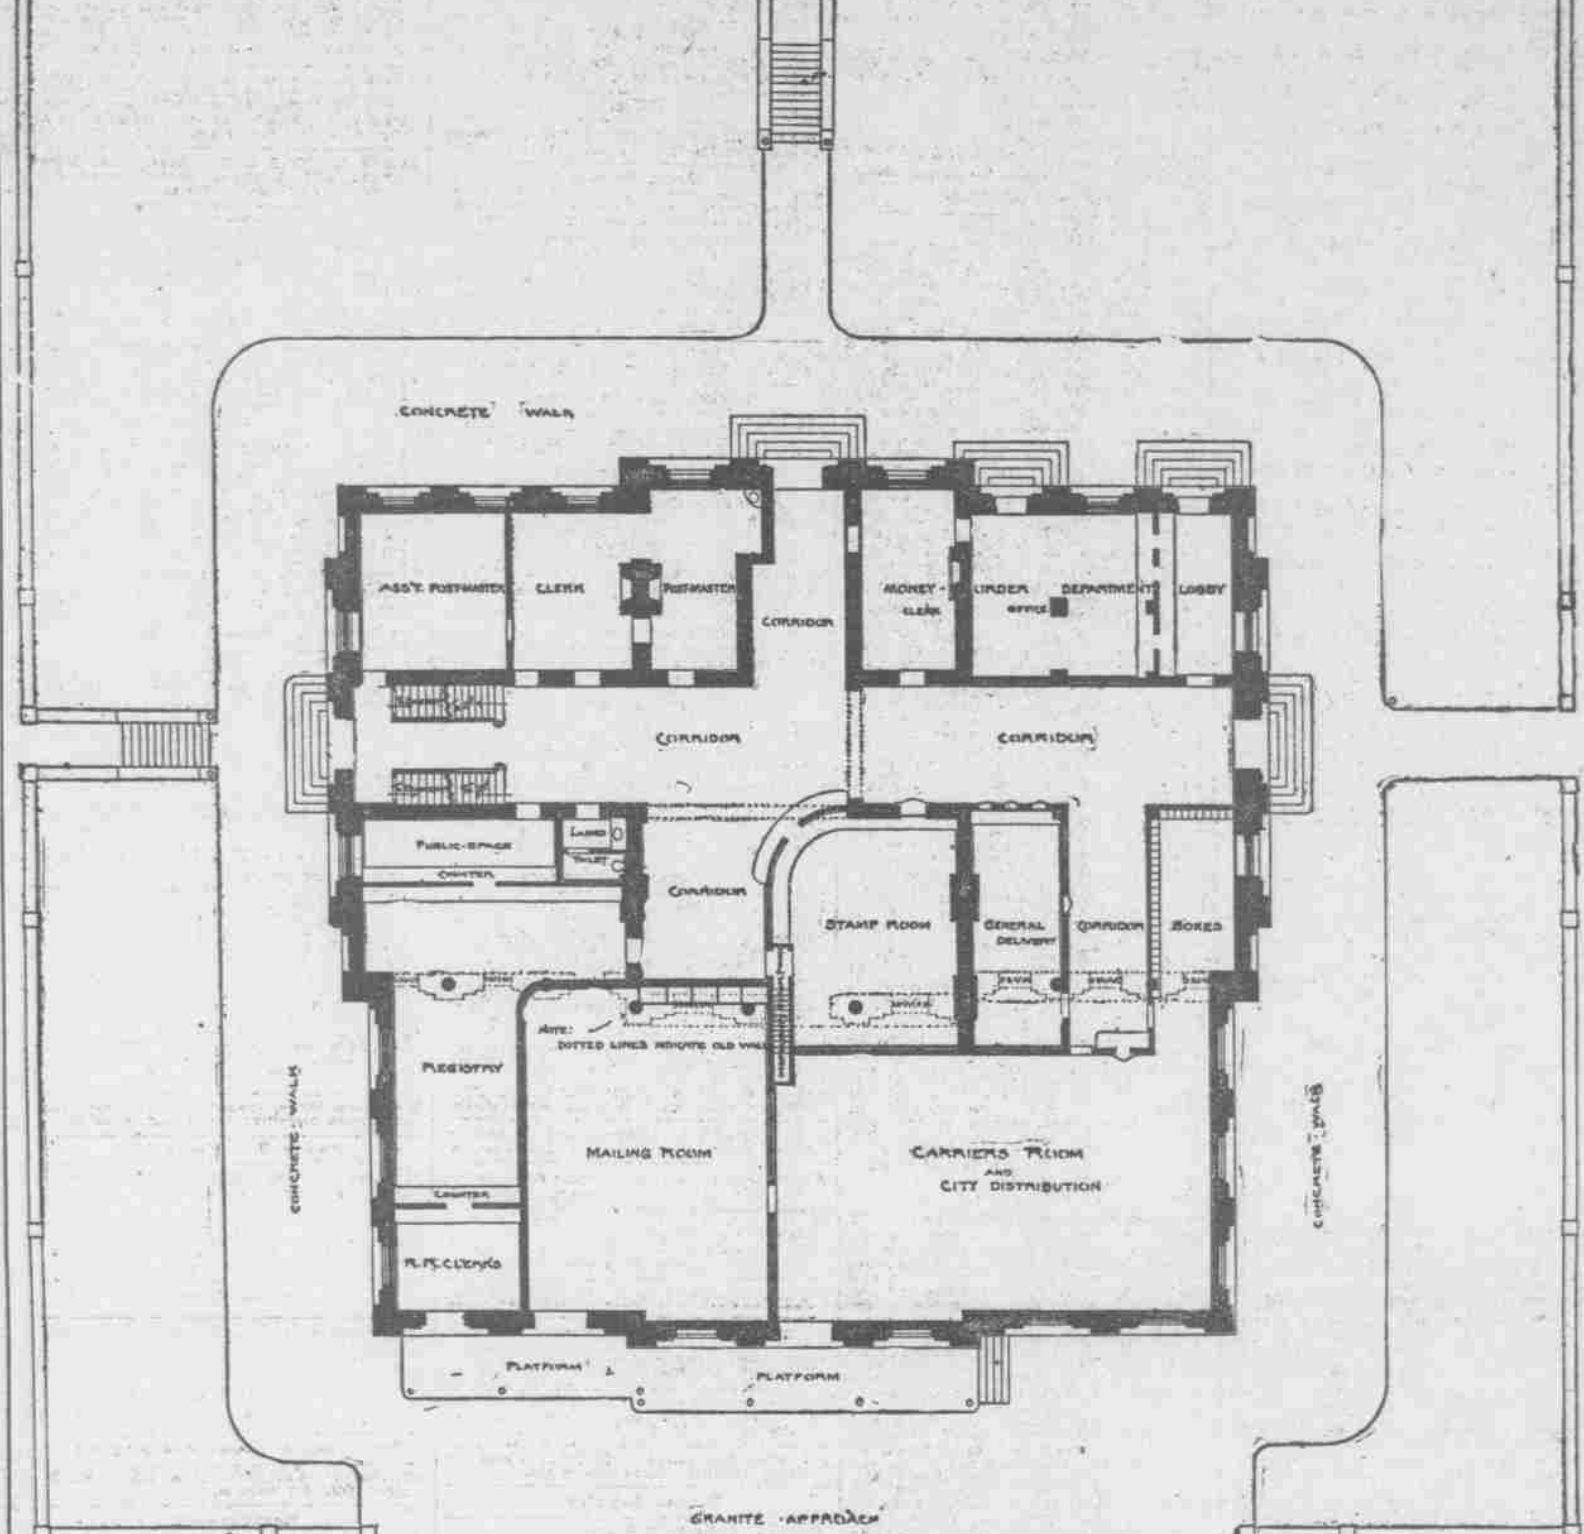 CONCRETE WALK
ASS'T. POSTMASTER
CLERK
POSTMASTER
CORRIDOR
MONEY-
CLERK
ORDER
OFFICE
DEPARTMENT
LOBBY
CORRIDOR
CORRIDOR
PUBLIC-SPACE
COUNTER
TOILET
CORRIDOR
STAMP ROOM
GENERAL
DELIVERY
CORRIDOR
BOXES
NOTE:
DOTTED LINES INDICATE OLD WALL
REGISTRY
MAILING ROOM
CARRIERS ROOM
AND
CITY DISTRIBUTION
CONCRETE-WALK
CONCRETE-WALK
COUNTER
R.R. CLERKS
PLATFORM
PLATFORM
GRANITE - APPROACH